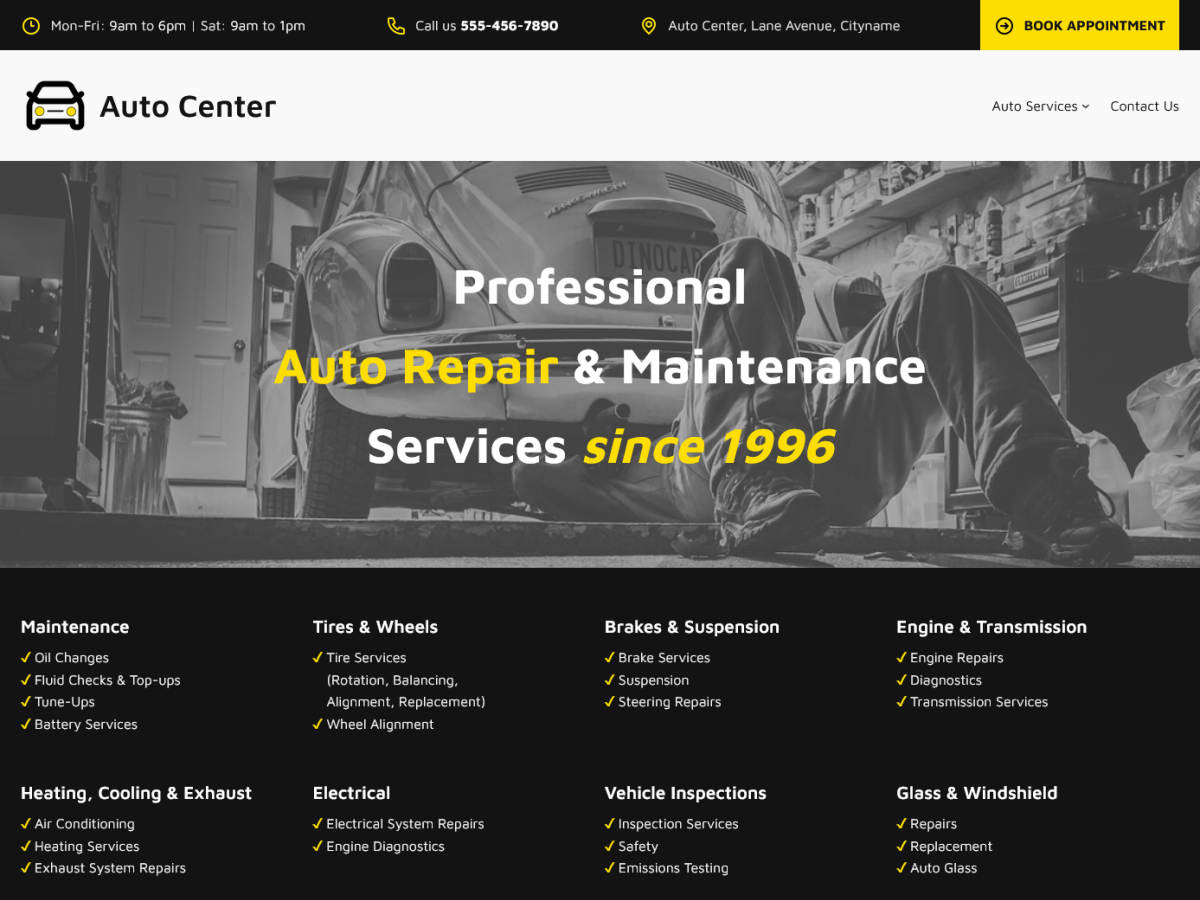 Mon-Fri: 9am to 6pm | Sat: 9am to 1pm
Call us 555-456-7890
Auto Center, Lane Avenue, Cityname
BOOK APPOINTMENT
Auto Center
Auto Services
Contact Us
DINOCAR
CRAFTSMAN
Professional
Auto Repair & Maintenance
Services since 1996
Maintenance
Oil Changes
Fluid Checks & Top-ups
Tune-Ups
Battery Services
Tires & Wheels
Tire Services
(Rotation, Balancing,
Alignment, Replacement)
Wheel Alignment
Brakes & Suspension
Brake Services
Suspension
Steering Repairs
Engine & Transmission
Engine Repairs
Diagnostics
Transmission Services
Heating, Cooling & Exhaust
Air Conditioning
Heating Services
Exhaust System Repairs
Electrical
Electrical System Repairs
Engine Diagnostics
Vehicle Inspections
Inspection Services
Safety
Emissions Testing
Glass & Windshield
Repairs
Replacement
Auto Glass